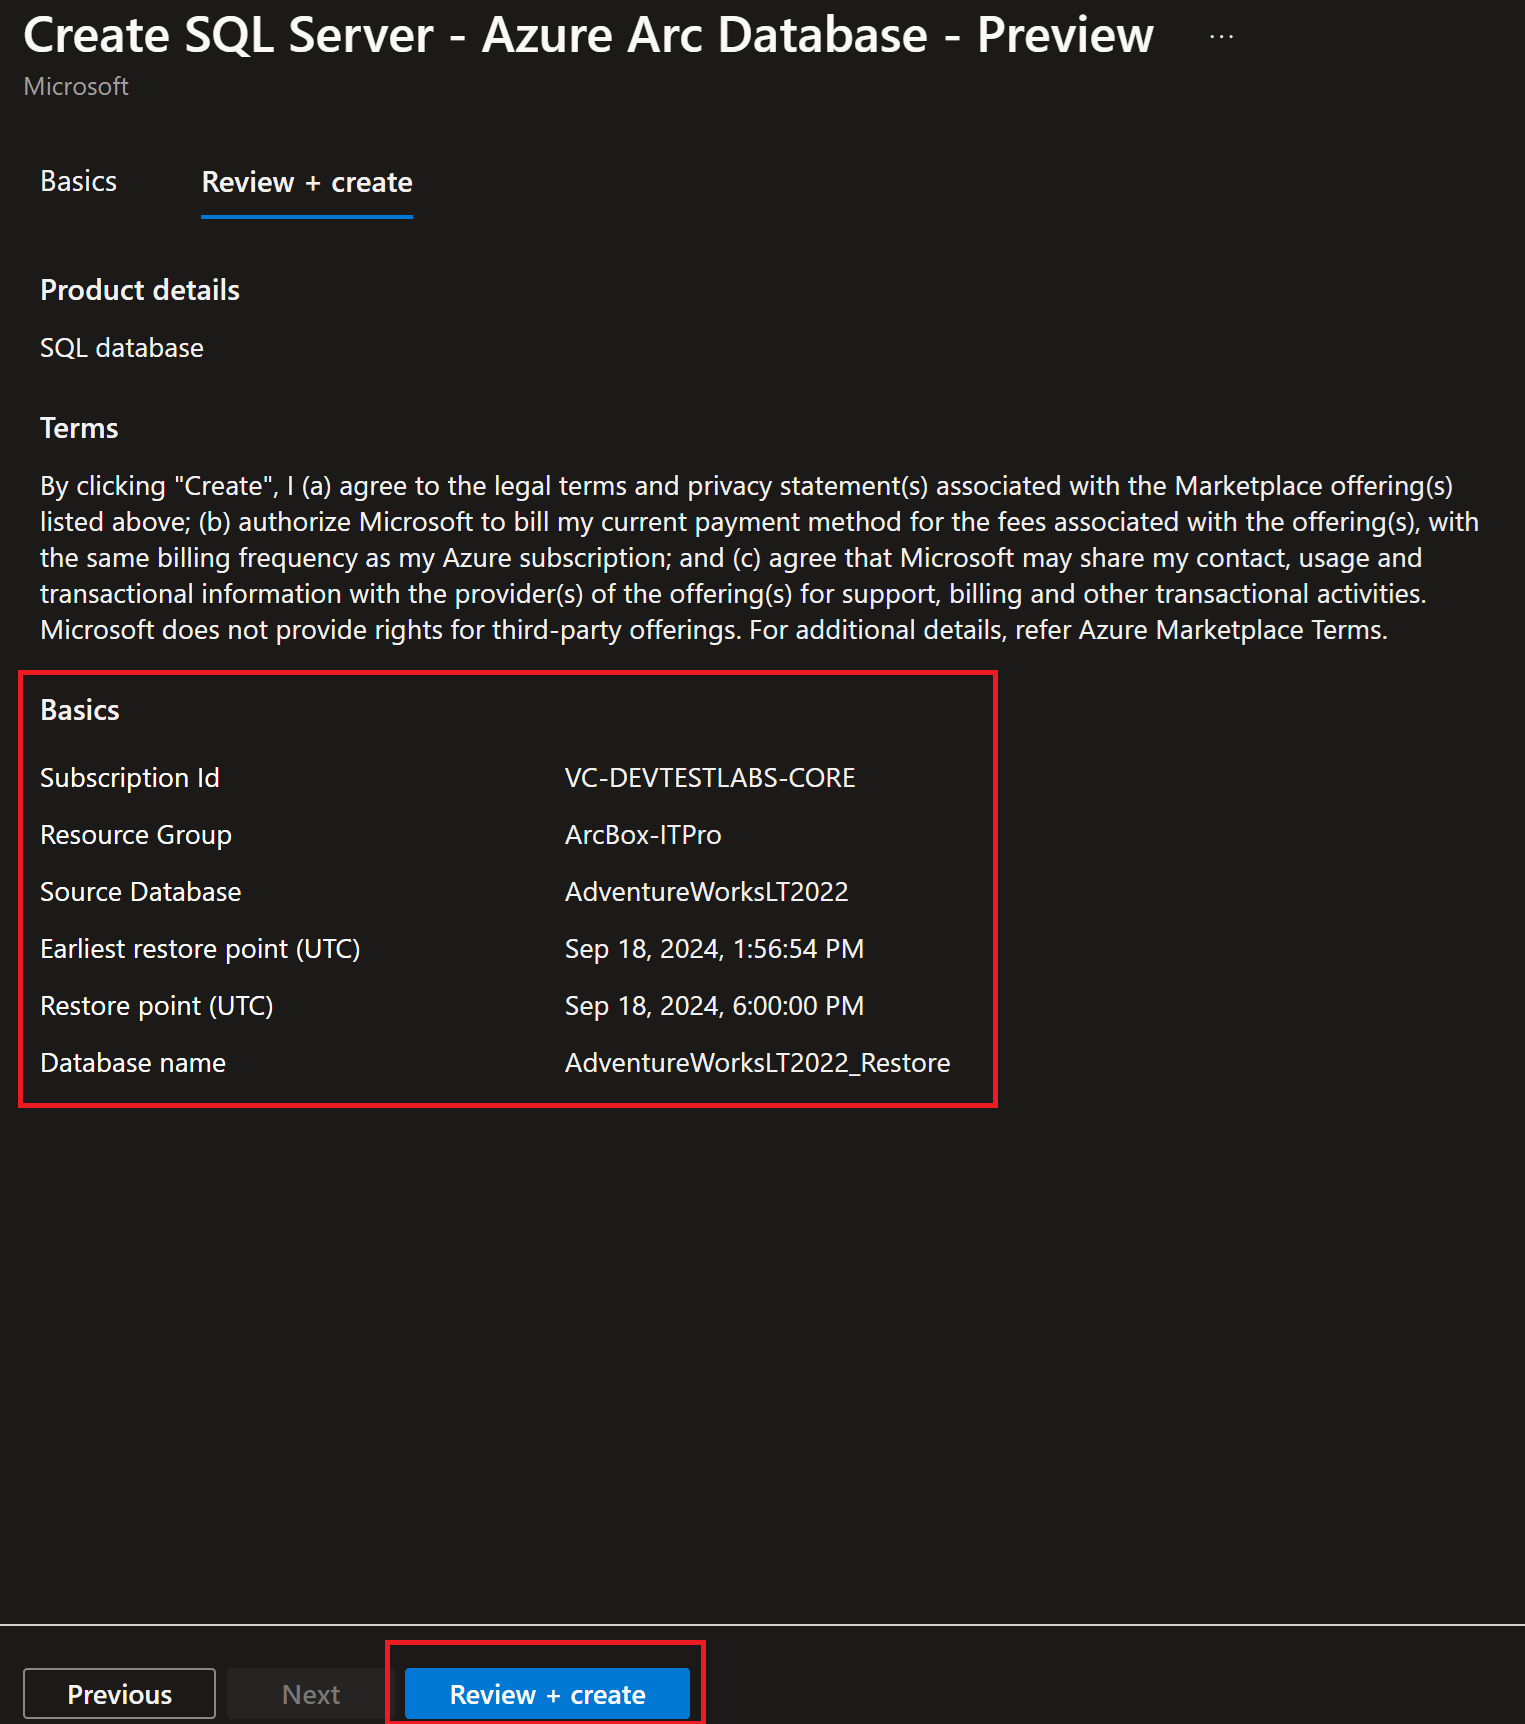 Create SQL Server - Azure Arc Database - Preview ...
Microsoft
Basics Review + create
Product details
SQL database
Terms
By clicking "Create", I (a) agree to the legal terms and privacy statement(s) associated with the Marketplace offering(s)
listed above; (b) authorize Microsoft to bill my current payment method for the fees associated with the offering(s), with
the same billing frequency as my Azure subscription; and (c) agree that Microsoft may share my contact, usage and
transactional information with the provider(s) of the offering(s) for support, billing and other transactional activities.
Microsoft does not provide rights for third-party offerings. For additional details, refer Azure Marketplace Terms.
Basics
Subscription Id VC-DEVTESTLABS-CORE
Resource Group ArcBox-ITPro
Source Database AdventureWorksLT2022
Earliest restore point (UTC) Sep 18, 2024, 1:56:54 PM
Restore point (UTC) Sep 18, 2024, 6:00:00 PM
Database name AdventureWorksLT2022_Restore
Previous Next Review + create